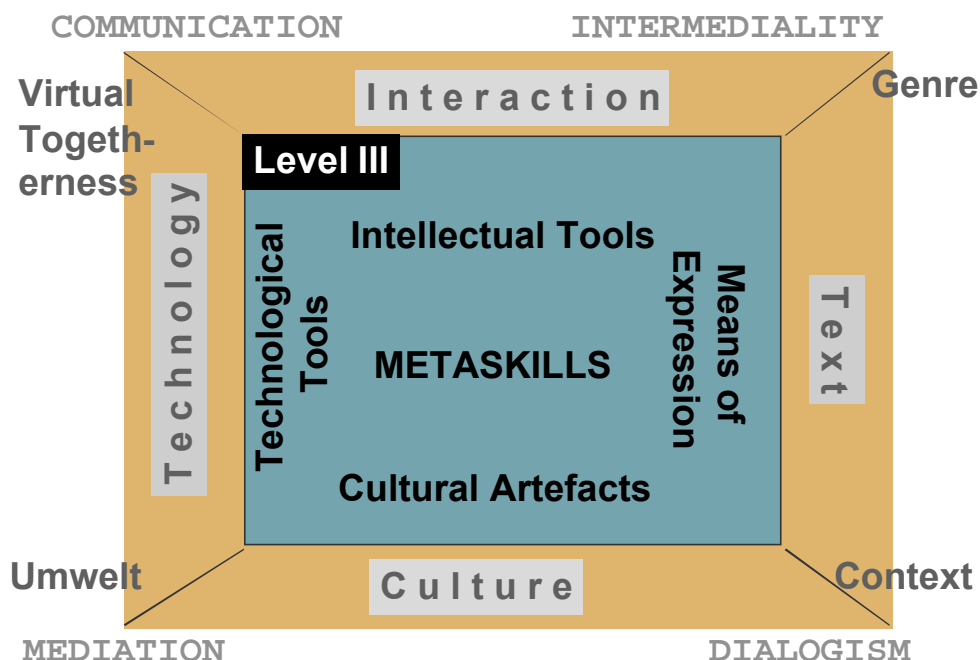 COMMUNICATION
INTERMEDIALITY
Virtual
Togeth-
erness
Interaction
Genre
Level III
Technology
Technological
Tools
Intellectual Tools
METASKILLS
Cultural Artefacts
Means of
Expression
Text
Umwelt
Culture
Context
MEDIATION
DIALOGISM